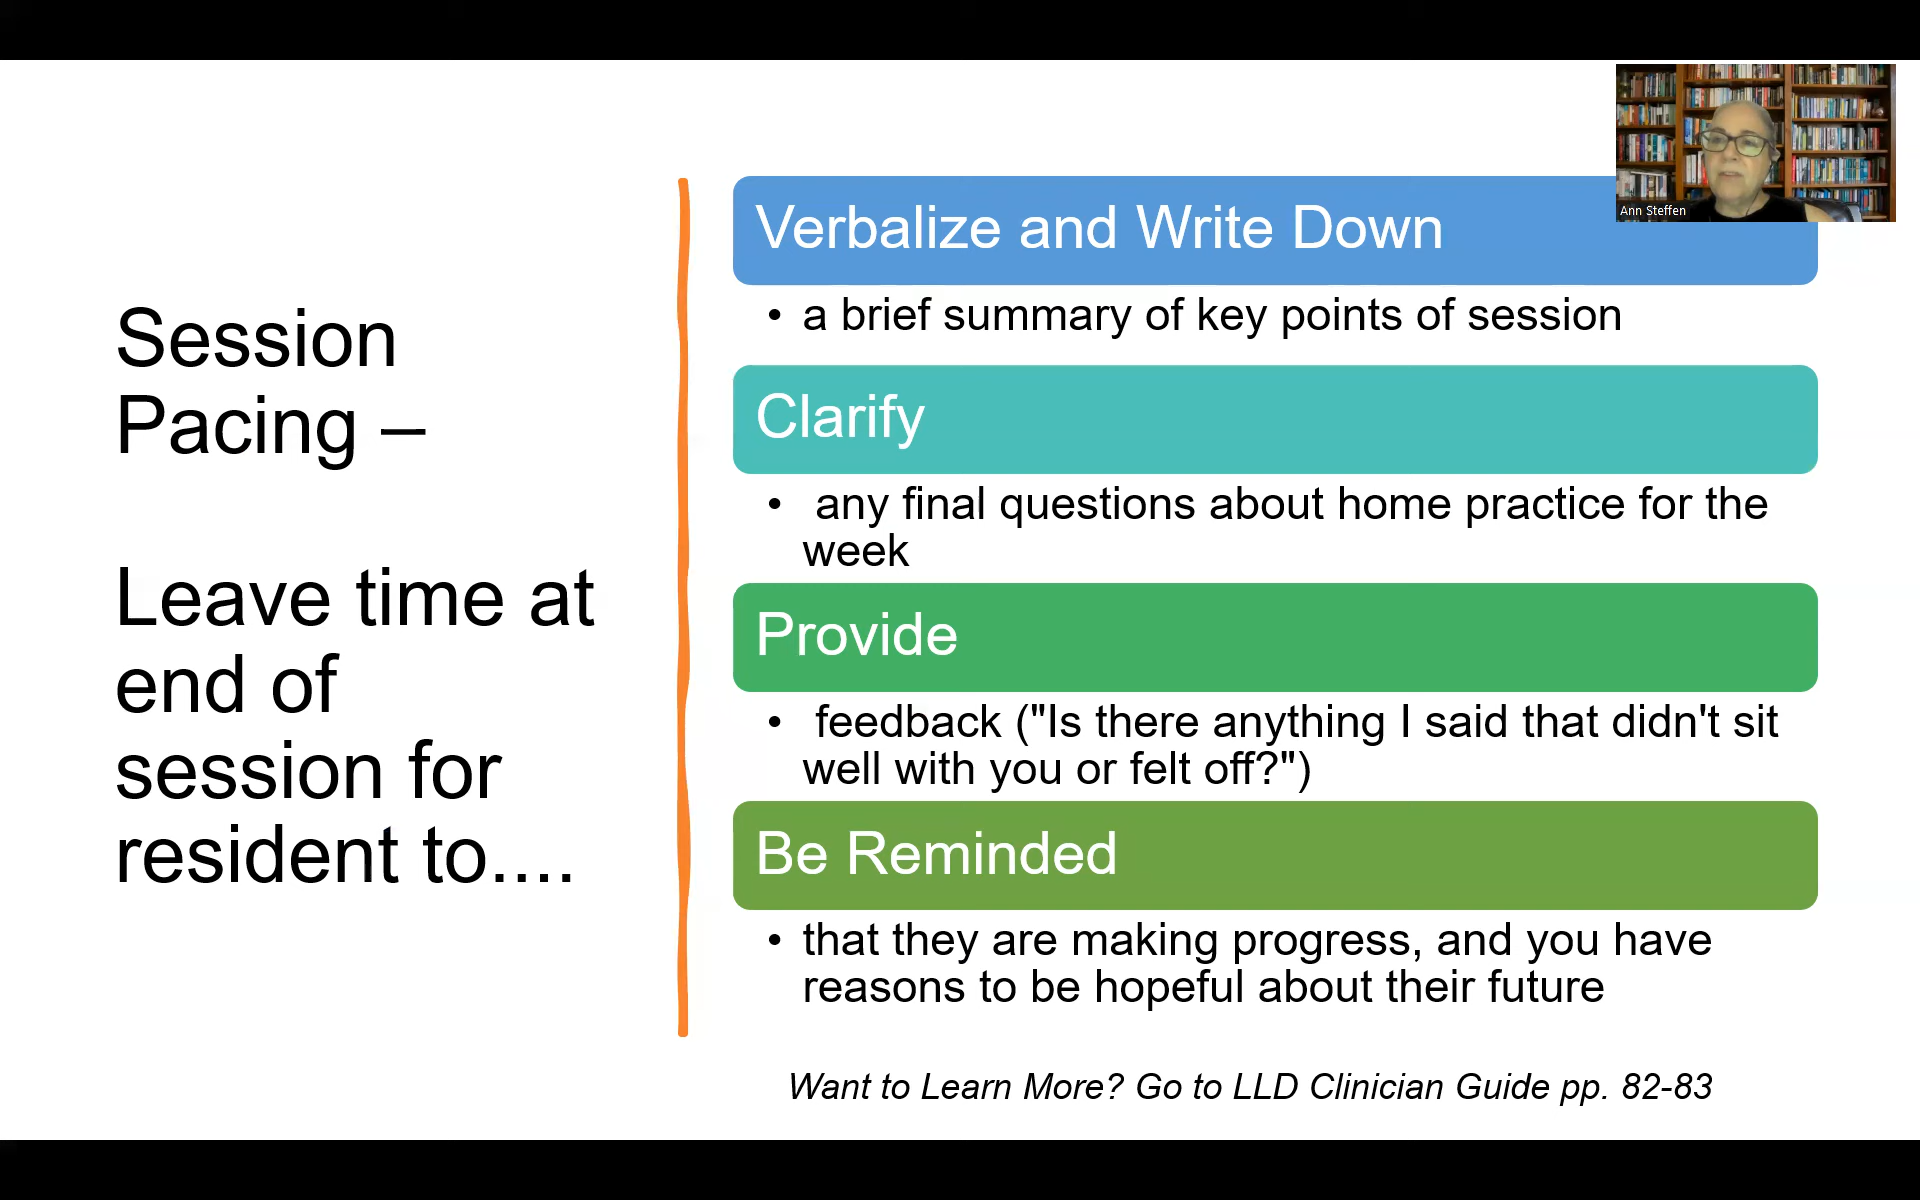 Session
Pacing –
Leave time at
end of
session for
resident to....
Verbalize and Write Down
• a brief summary of key points of session
Clarify
• any final questions about home practice for the
week
Provide
• feedback ("Is there anything I said that didn't sit
well with you or felt off?")
Be Reminded
• that they are making progress, and you have
reasons to be hopeful about their future
Want to Learn More? Go to LLD Clinician Guide pp. 82-83
Ann Steffen